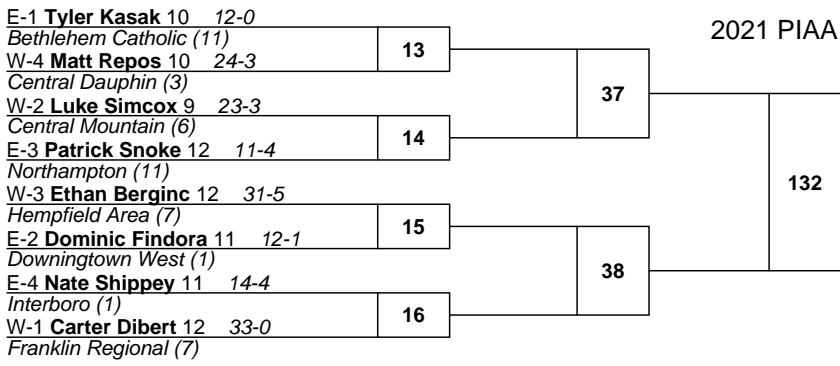 2021 PIAA
E-1 Tyler Kasak 10 12-0
Bethlehem Catholic (11)
13
W-4 Matt Repos 10 24-3
Central Dauphin (3)
37
W-2 Luke Simcox 9 23-3
Central Mountain (6)
14
E-3 Patrick Snoke 12 11-4
Northampton (11)
132
W-3 Ethan Berginc 12 31-5
Hempfield Area (7)
15
E-2 Dominic Findora 11 12-1
Downingtown West (1)
38
E-4 Nate Shippey 11 14-4
Interboro (1)
16
W-1 Carter Dibert 12 33-0
Franklin Regional (7)